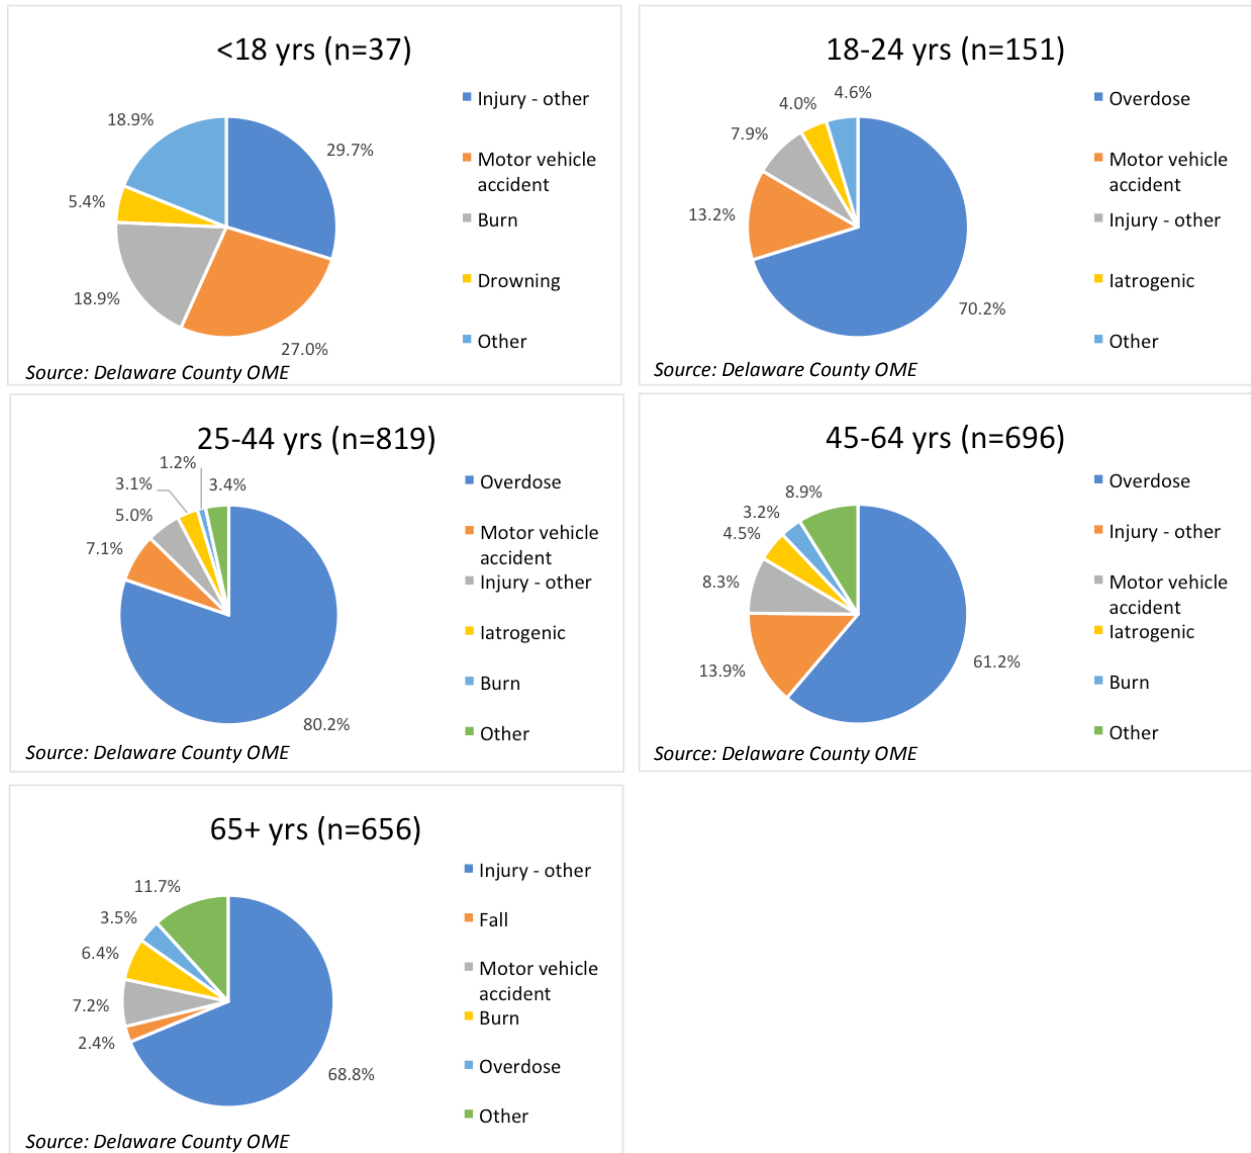 <18 yrs (n=37)
Injury - other
Motor vehicle
accident
Burn
Drowning
Other
29.7%
27.0%
18.9%
5.4%
18.9%
Source: Delaware County OME
18-24 yrs (n=151)
Overdose
Motor vehicle
accident
Injury - other
Iatrogenic
Other
70.2%
13.2%
7.9%
4.0%
4.6%
Source: Delaware County OME
25-44 yrs (n=819)
Overdose
Motor vehicle
accident
Injury - other
Iatrogenic
Burn
Other
80.2%
7.1%
5.0%
3.1%
1.2%
3.4%
Source: Delaware County OME
45-64 yrs (n=696)
Overdose
Injury - other
Motor vehicle
accident
Iatrogenic
Burn
Other
61.2%
13.9%
8.3%
4.5%
3.2%
8.9%
Source: Delaware County OME
65+ yrs (n=656)
Injury - other
Fall
Motor vehicle
accident
Burn
Overdose
Other
68.8%
2.4%
7.2%
6.4%
3.5%
11.7%
Source: Delaware County OME